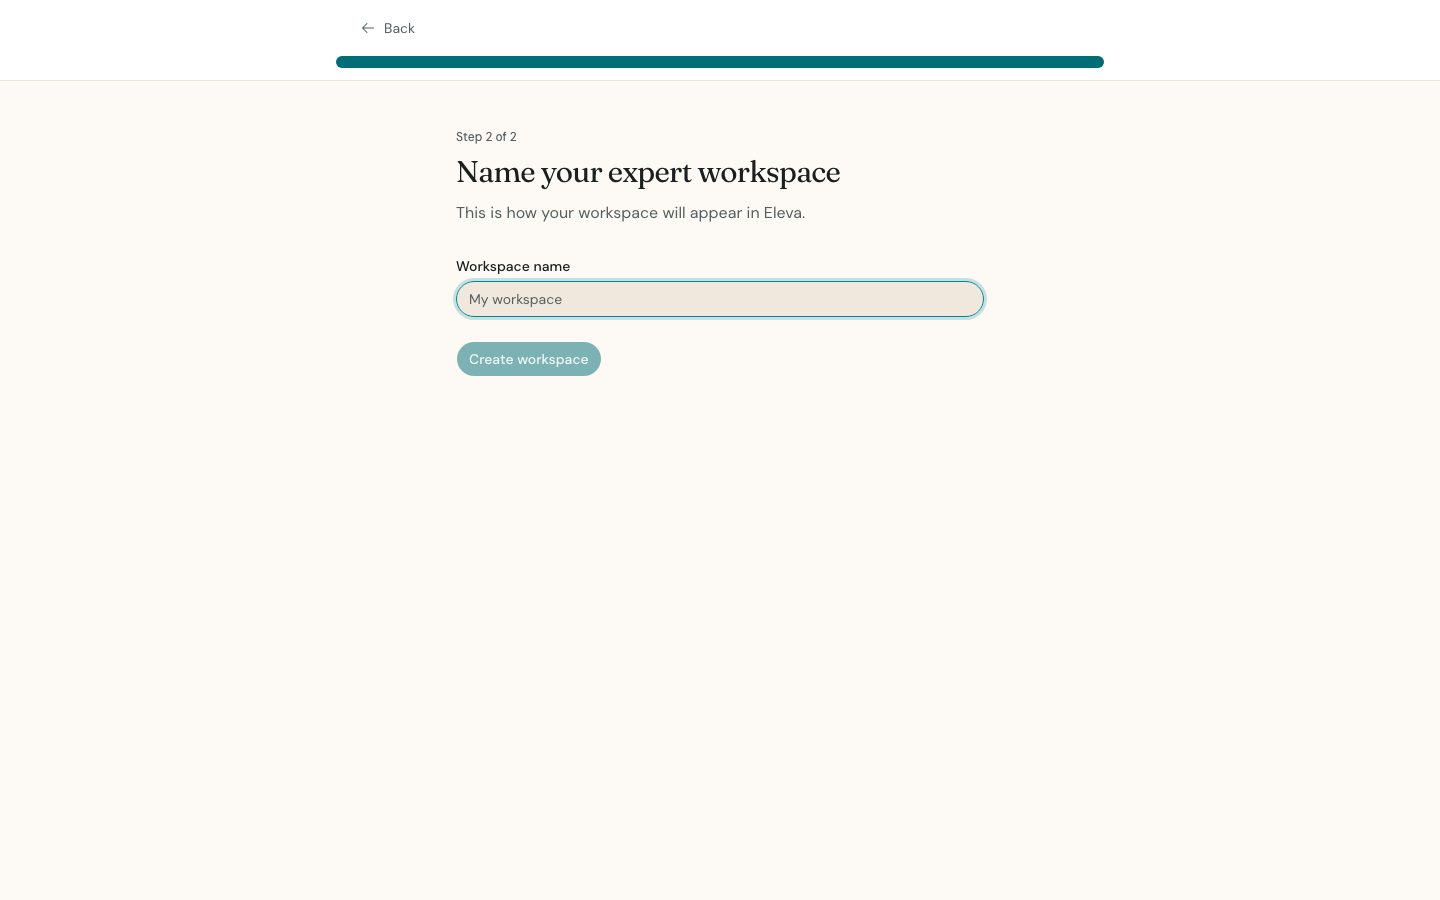 Back
Step 2 of 2
Name your expert workspace
This is how your workspace will appear in Eleva.
Workspace name
My workspace
Create workspace